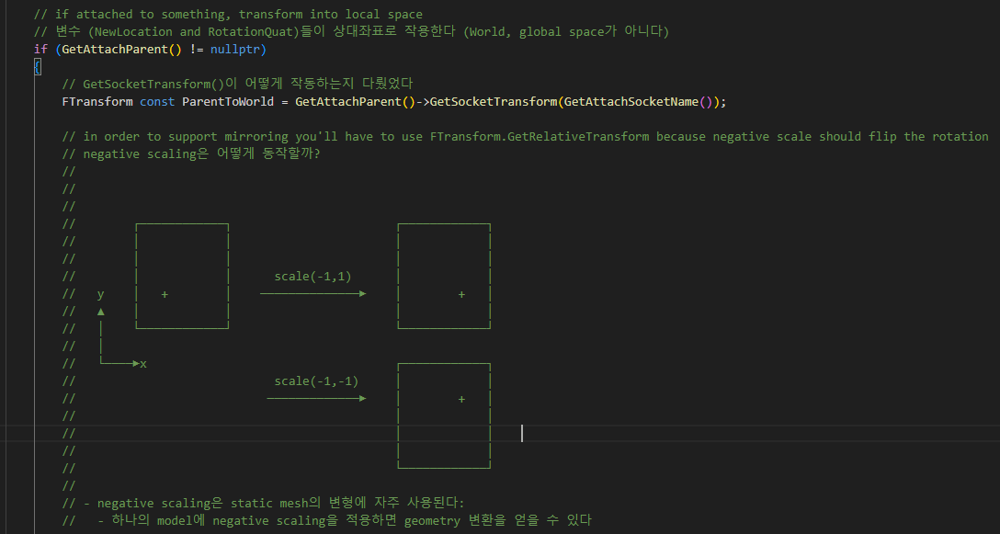 // if attached to something, transform into local space
// 변수 (NewLocation and RotationQuat)들이 상대좌표로 작용한다 (World, global space가 아니다)
if (GetAttachParent() != nullptr)
{
// GetSocketTransform()이 어떻게 작동하는지 다뤘었다
FTransform const ParentToWorld = GetAttachParent()->GetSocketTransform(GetAttachSocketName());
// in order to support mirroring you'll have to use FTransform.GetRelativeTransform because negative scale should flip the rotation
// negative scaling은 어떻게 동작할까?
//
//
//
//
//
//
// scale(-1,1)
// y + ─────────────► +
// ▲
// │
// │
// └────►x
// scale(-1,-1)
// ─────────────► +
//
//
//
//
//
// - negative scaling은 static mesh의 변형에 자주 사용된다:
// - 하나의 model에 negative scaling을 적용하면 geometry 변환을 얻을 수 있다